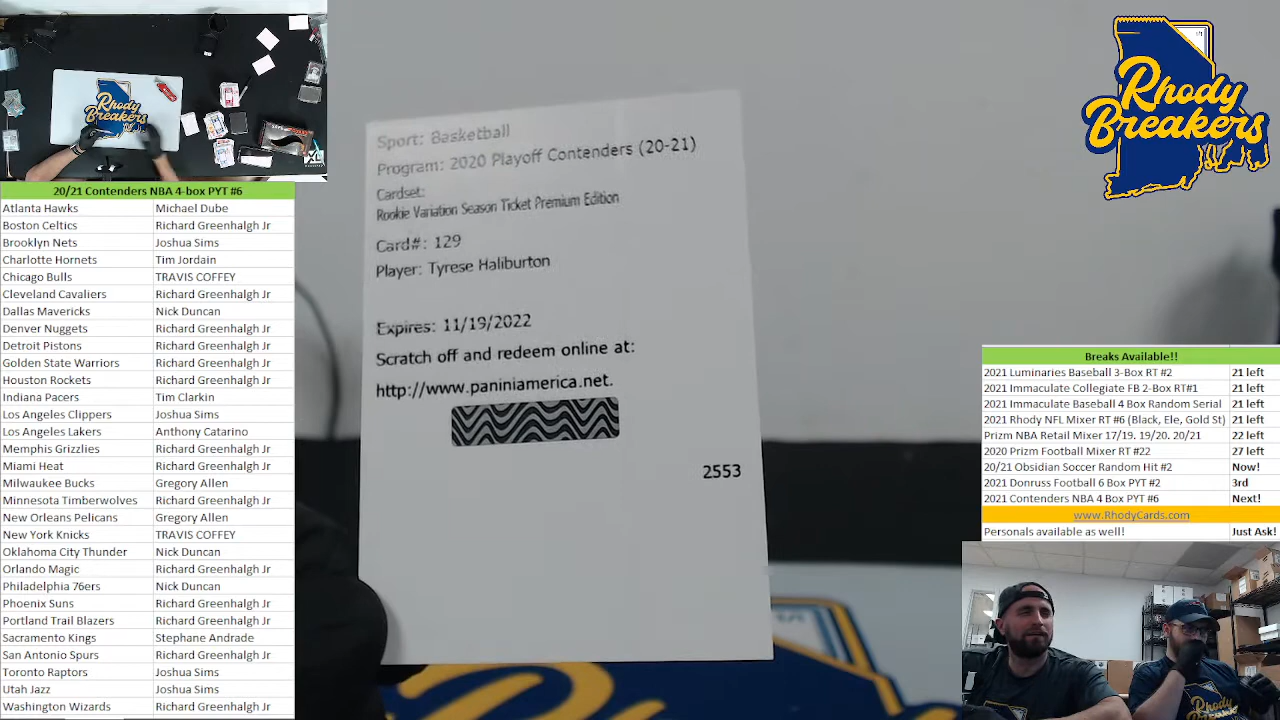 Rhody
Breakers
20/21 Contenders NBA 4-box PYT #6
Atlanta Hawks Michael Dube
Boston Celtics Richard Greenhalgh Jr
Brooklyn Nets Joshua Sims
Charlotte Hornets Tim Jordain
Chicago Bulls TRAVIS COFFEY
Cleveland Cavaliers Richard Greenhalgh Jr
Dallas Mavericks Nick Duncan
Denver Nuggets Richard Greenhalgh Jr
Detroit Pistons Richard Greenhalgh Jr
Golden State Warriors Richard Greenhalgh Jr
Houston Rockets Richard Greenhalgh Jr
Indiana Pacers Tim Clarkin
Los Angeles Clippers Joshua Sims
Los Angeles Lakers Anthony Catarino
Memphis Grizzlies Richard Greenhalgh Jr
Miami Heat Richard Greenhalgh Jr
Milwaukee Bucks Gregory Allen
Minnesota Timberwolves Richard Greenhalgh Jr
New Orleans Pelicans Gregory Allen
New York Knicks TRAVIS COFFEY
Oklahoma City Thunder Nick Duncan
Orlando Magic Richard Greenhalgh Jr
Philadelphia 76ers Nick Duncan
Phoenix Suns Richard Greenhalgh Jr
Portland Trail Blazers Richard Greenhalgh Jr
Sacramento Kings Stephane Andrade
San Antonio Spurs Richard Greenhalgh Jr
Toronto Raptors Joshua Sims
Utah Jazz Joshua Sims
Washington Wizards Richard Greenhalgh Jr
Sport: Basketball
Program: 2020 Playoff Contenders (20-21)
Cardset:
Rookie Variation Season Ticket Premium Edition
Card#: 129
Player: Tyrese Haliburton
Expires: 11/19/2022
Scratch off and redeem online at:
http://www.paniniamerica.net.
2553
Rhody
Breakers
Breaks Available!!
2021 Luminaries Baseball 3-Box RT #2 21 left
2021 Immaculate Collegiate FB 2-Box RT#1 21 left
2021 Immaculate Baseball 4 Box Random Serial 21 left
2021 Rhody NFL Mixer RT #6 (Black, Ele, Gold St) 21 left
Prizm NBA Retail Mixer 17/19. 19/20. 20/21 22 left
2020 Prizm Football Mixer RT #22 27 left
20/21 Obsidian Soccer Random Hit #2 Now!
2021 Donruss Football 6 Box PYT #2 3rd
2021 Contenders NBA 4 Box PYT #6 Next!
www.RhodyCards.com
Personals available as well! Just Ask!